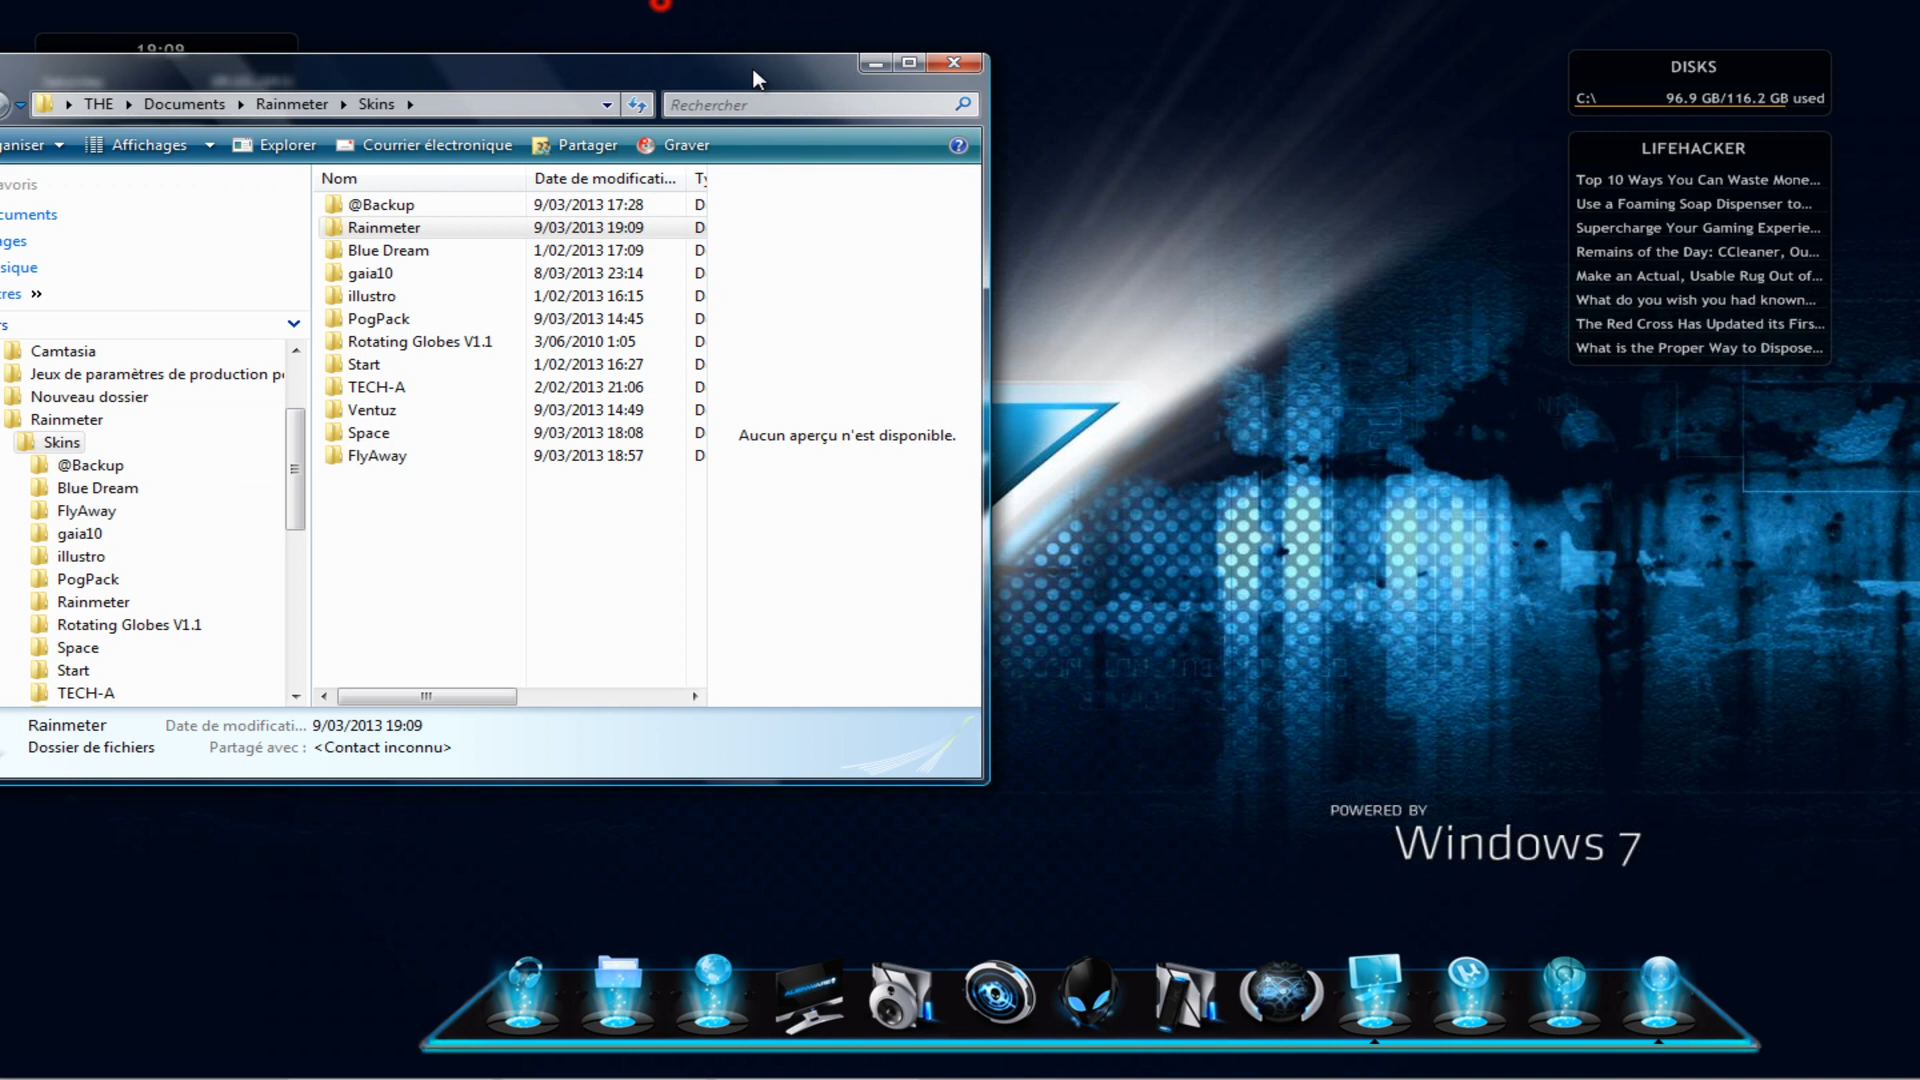 19:09
THE Documents Rainmeter Skins
Rechercher
aniser Affichages Explorer Courrier électronique Partager Graver
avoris
cuments
ages
sique
res »
s
Camtasia
Jeux de paramètres de production p
Nouveau dossier
Rainmeter
Skins
@Backup
Blue Dream
FlyAway
gaia10
illustro
PogPack
Rainmeter
Rotating Globes V1.1
Space
Start
TECH-A
Nom Date de modificati... Ty
@Backup 9/03/2013 17:28 D
Rainmeter 9/03/2013 19:09 D
Blue Dream 1/02/2013 17:09 D
gaia10 8/03/2013 23:14 D
illustro 1/02/2013 16:15 D
PogPack 9/03/2013 14:45 D
Rotating Globes V1.1 3/06/2010 1:05 D
Start 1/02/2013 16:27 D
TECH-A 2/02/2013 21:06 D
Ventuz 9/03/2013 14:49 D
Space 9/03/2013 18:08 D
FlyAway 9/03/2013 18:57 D
Aucun aperçu n'est disponible.
Rainmeter Date de modificati... 9/03/2013 19:09
Dossier de fichiers Partagé avec : <Contact inconnu>
DISKS
C:\ 96.9 GB/116.2 GB used
LIFEHACKER
Top 10 Ways You Can Waste Mone...
Use a Foaming Soap Dispenser to...
Supercharge Your Gaming Experie...
Remains of the Day: CCleaner, Ou...
Make an Actual, Usable Rug Out of...
What do you wish you had known...
The Red Cross Has Updated its Firs...
What is the Proper Way to Dispose...
POWERED BY
Windows 7
ALIENWARE